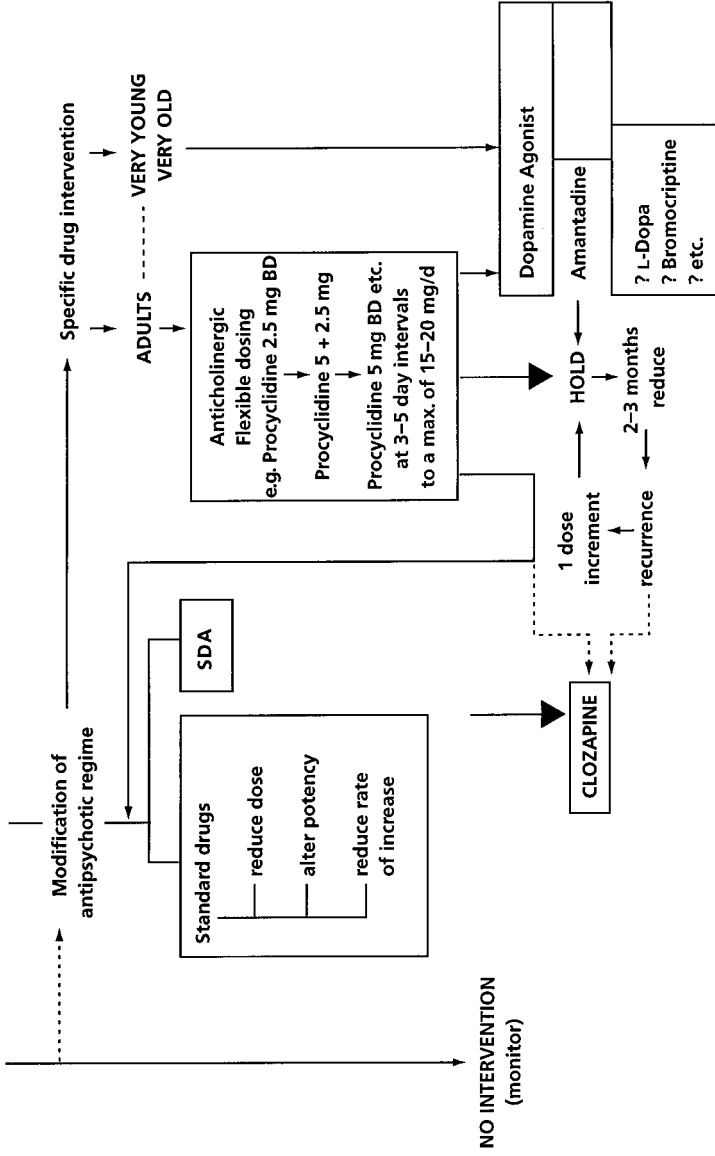 Modification of
antipsychotic regime
Specific drug intervention
ADULTS
VERY YOUNG
VERY OLD
Standard drugs
reduce dose
alter potency
reduce rate
of increase
SDA
Anticholinergic
Flexible dosing
e.g. Procyclidine 2.5 mg BD
Procyclidine 5 + 2.5 mg
Procyclidine 5 mg BD etc.
at 3–5 day intervals
to a max. of 15–20 mg/d
NO INTERVENTION
(monitor)
CLOZAPINE
1 dose
increment
recurrence
HOLD
2–3 months
reduce
Dopamine Agonist
Amantadine
? L-Dopa
? Bromocriptine
? etc.